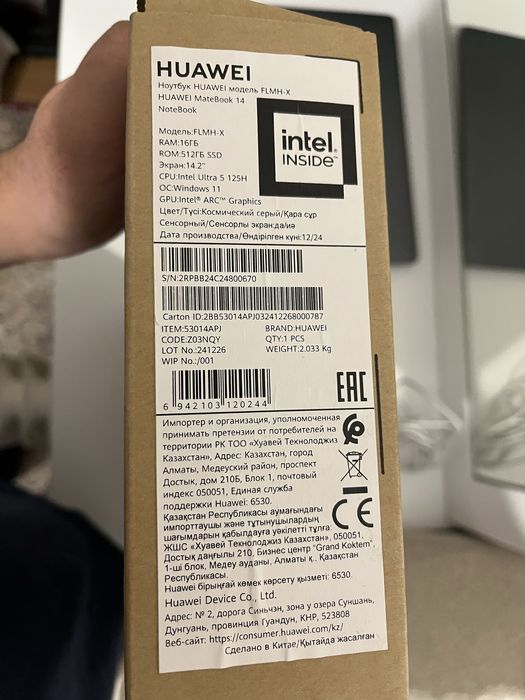 HUAWEI
Ноутбук HUAWEI модель FLMH-X
HUAWEI MateBook 14
NoteBook
intel
INSIDE™
Модель:FLMH-X
RAM:16ГБ
ROM:512ГБ SSD
Экран:14.2"
CPU:Intel Ultra 5 125H
ОС:Windows 11
GPU:Intel® ARC™ Graphics
Цвет/Түсі:Космический серый/Қара сұр
Сенсорный/Сенсорлы экран:да/иә
Дата производства/Өндірілген күні:12/24
S/N:2RPBB24C24800670
Carton ID:2BB53014APJ032412268000787
ITEM:53014APJ BRAND:HUAWEI
CODE:Z03NQY QTY:1 PCS
LOT No.:241226 WEIGHT:2.033 Kg
WIP No.:/001
EAC
6 942103 120244
Импортер и организация, уполномоченная
принимать претензии от потребителей на
территории РК ТОО «Хуавей Текнолоджиз
Казахстан», Адрес: Казахстан, город
Алматы, Медеуский район, проспект
Достык, дом 210Б, Блок 1, почтовый
индекс 050051, Единая служба
поддержки Huawei: 6530.
Қазақстан Республикасы аумағындағы
импорттаушы және тұтынушылардың
шағымдарын қабылдауға уәкілетті тұлға:
ЖШС «Хуавей Текнолоджиз Казахстан», 050051,
Достық даңғылы 210, Бизнес центр "Grand Koktem",
1-ші блок, Медеу ауданы, Алматы қ., Қазақстан
Республикасы.
Huawei бірыңғай көмек көрсету қызметі: 6530.
CE
Huawei Device Co., Ltd.
Адрес: № 2, дорога Синьчэн, зона у озера Суншань,
Дунгуань, провинция Гуандун, КНР, 523808
Веб-сайт: https://consumer.huawei.com/kz/
Сделано в Китае/Қытайда жасалған